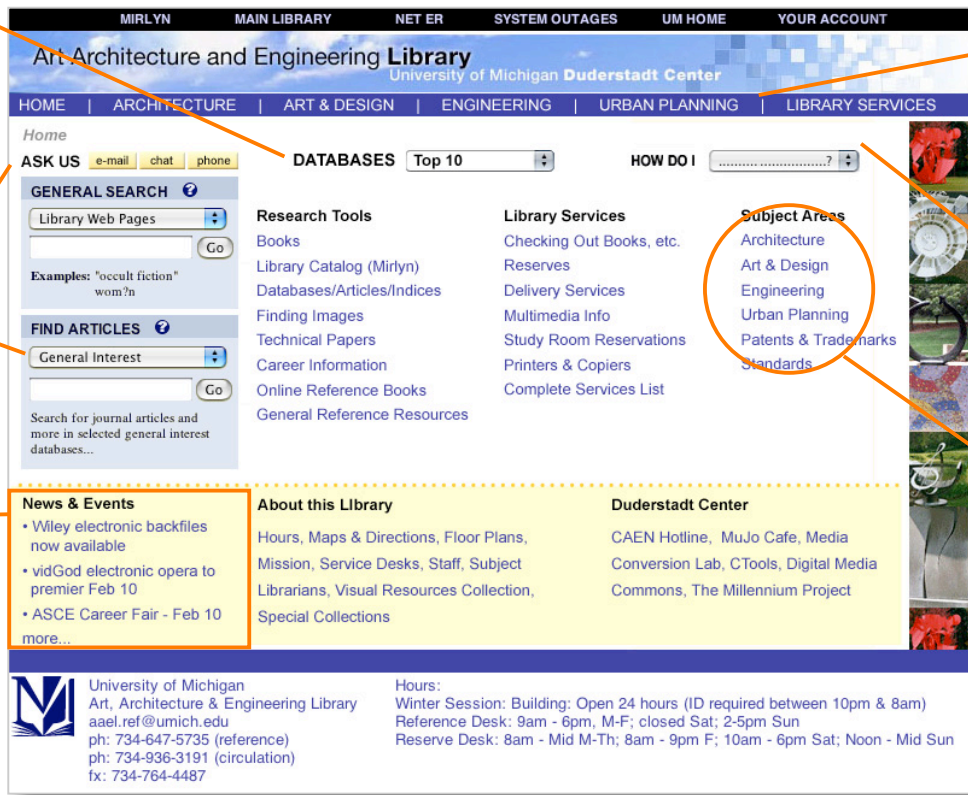 MIRLYN MAIN LIBRARY NET ER SYSTEM OUTAGES UM HOME YOUR ACCOUNT
Art Architecture and Engineering Library
University of Michigan Duderstadt Center
HOME | ARCHITECTURE | ART & DESIGN | ENGINEERING | URBAN PLANNING | LIBRARY SERVICES
Home
ASK US e-mail chat phone
DATABASES Top 10
HOW DO I .......... ..................?
GENERAL SEARCH ?
Library Web Pages
Go
Examples: "occult fiction"
wom?n
FIND ARTICLES ?
General Interest
Go
Search for journal articles and
more in selected general interest
databases...
Research Tools
Books
Library Catalog (Mirlyn)
Databases/Articles/Indices
Finding Images
Technical Papers
Career Information
Online Reference Books
General Reference Resources
Library Services
Checking Out Books, etc.
Reserves
Delivery Services
Multimedia Info
Study Room Reservations
Printers & Copiers
Complete Services List
Subject Areas
Architecture
Art & Design
Engineering
Urban Planning
Patents & Trademarks
Standards
News & Events
• Wiley electronic backfiles
now available
• vidGod electronic opera to
premier Feb 10
• ASCE Career Fair - Feb 10
more...
About this LIbrary
Hours, Maps & Directions, Floor Plans,
Mission, Service Desks, Staff, Subject
Librarians, Visual Resources Collection,
Special Collections
Duderstadt Center
CAEN Hotline, MuJo Cafe, Media
Conversion Lab, CTools, Digital Media
Commons, The Millennium Project
M
University of Michigan
Art, Architecture & Engineering Library
aael.ref@umich.edu
ph: 734-647-5735 (reference)
ph: 734-936-3191 (circulation)
fx: 734-764-4487
Hours:
Winter Session: Building: Open 24 hours (ID required between 10pm & 8am)
Reference Desk: 9am - 6pm, M-F; closed Sat; 2-5pm Sun
Reserve Desk: 8am - Mid M-Th; 8am - 9pm F; 10am - 6pm Sat; Noon - Mid Sun